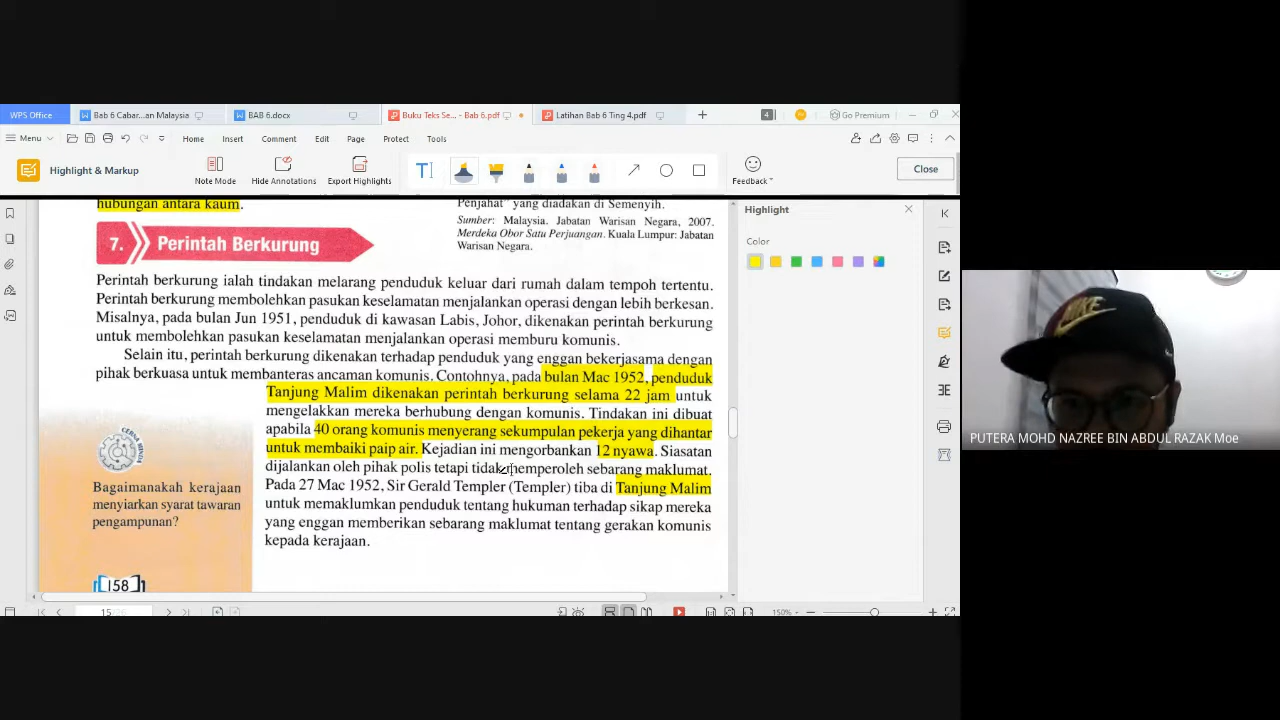 WPS Office
Bab 6 Cabar...an Malaysia
BAB 6.docx
Buku Teks Se... - Bab 6.pdf
Latihan Bab 6 Ting 4.pdf
4
Go Premium
Menu
Home
Insert
Comment
Edit
Page
Protect
Tools
Highlight & Markup
Note Mode
Hide Annotations
Export Highlights
Feedback
Close
hubungan antara kaum.
Penjahat" yang diadakan di Semenyih.
Sumber: Malaysia. Jabatan Warisan Negara, 2007.
Merdeka Obor Satu Perjuangan. Kuala Lumpur: Jabatan
Warisan Negara.
Highlight
Color
7. Perintah Berkurung
Perintah berkurung ialah tindakan melarang penduduk keluar dari rumah dalam tempoh tertentu.
Perintah berkurung membolehkan pasukan keselamatan menjalankan operasi dengan lebih berkesan.
Misalnya, pada bulan Jun 1951, penduduk di kawasan Labis, Johor, dikenakan perintah berkurung
untuk membolehkan pasukan keselamatan menjalankan operasi memburu komunis.
Selain itu, perintah berkurung dikenakan terhadap penduduk yang enggan bekerjasama dengan
pihak berkuasa untuk membanteras ancaman komunis. Contohnya, pada bulan Mac 1952, penduduk
Tanjung Malim dikenakan perintah berkurung selama 22 jam untuk
mengelakkan mereka berhubung dengan komunis. Tindakan ini dibuat
apabila 40 orang komunis menyerang sekumpulan pekerja yang dihantar
untuk membaiki paip air. Kejadian ini mengorbankan 12 nyawa. Siasatan
dijalankan oleh pihak polis tetapi tidak memperoleh sebarang maklumat.
Pada 27 Mac 1952, Sir Gerald Templer (Templer) tiba di Tanjung Malim
untuk memaklumkan penduduk tentang hukuman terhadap sikap mereka
yang enggan memberikan sebarang maklumat tentang gerakan komunis
kepada kerajaan.
CERNA MINDA
Bagaimanakah kerajaan
menyiarkan syarat tawaran
pengampunan?
158
150%
NIKE
PUTERA MOHD NAZREE BIN ABDUL RAZAK Moe